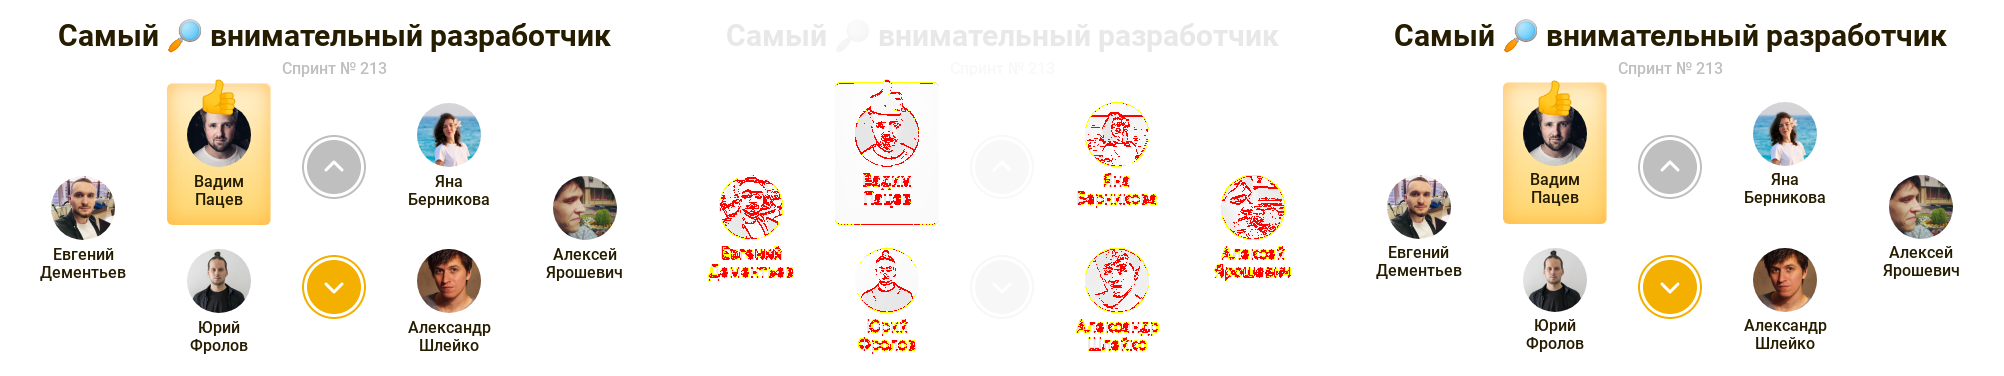 Самый 🔎 внимательный разработчик
Спринт № 213
Вадим
Пацев
Яна
Берникова
Евгений
Дементьев
Алексей
Ярошевич
Юрий
Фролов
Александр
Шлейко
Самый 🔎 внимательный разработчик
Спринт № 213
Вадим
Пацев
Яна
Берникова
Евгений
Дементьев
Алексей
Ярошевич
Юрий
Фролов
Александр
Шлейко
Самый 🔎 внимательный разработчик
Спринт № 213
Вадим
Пацев
Яна
Берникова
Евгений
Дементьев
Алексей
Ярошевич
Юрий
Фролов
Александр
Шлейко